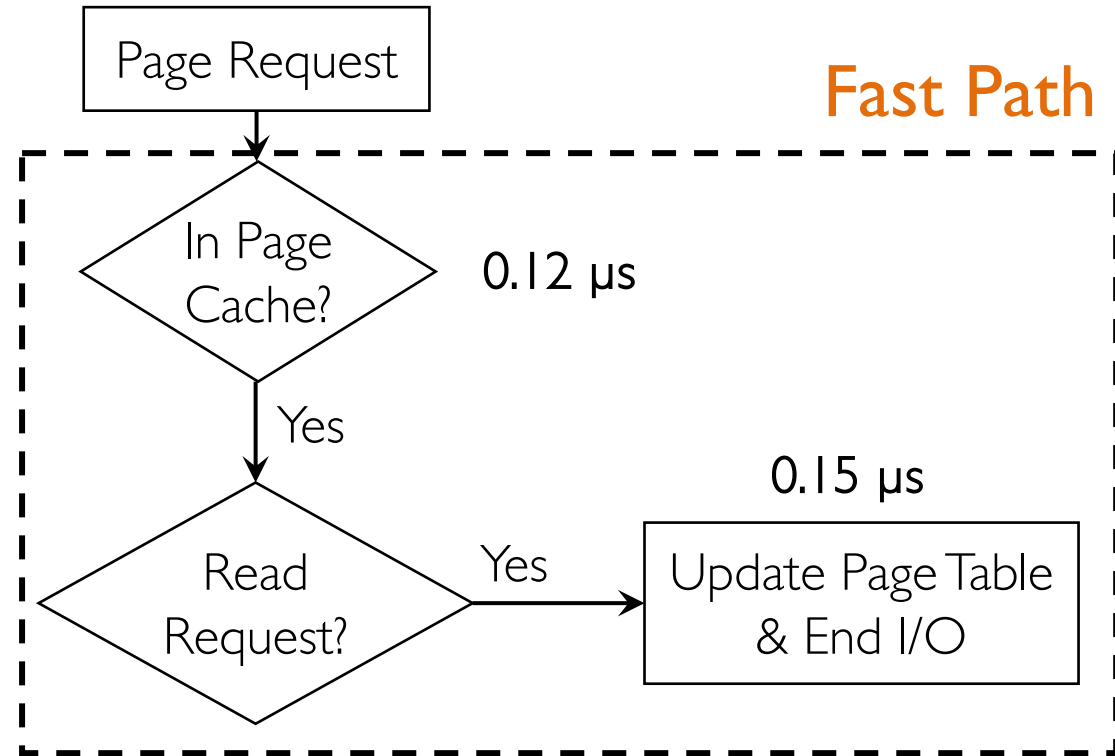 Page Request
Fast Path
In Page
Cache?
0.12 µs
Yes
0.15 µs
Read
Request?
Yes
Update Page Table
& End I/O